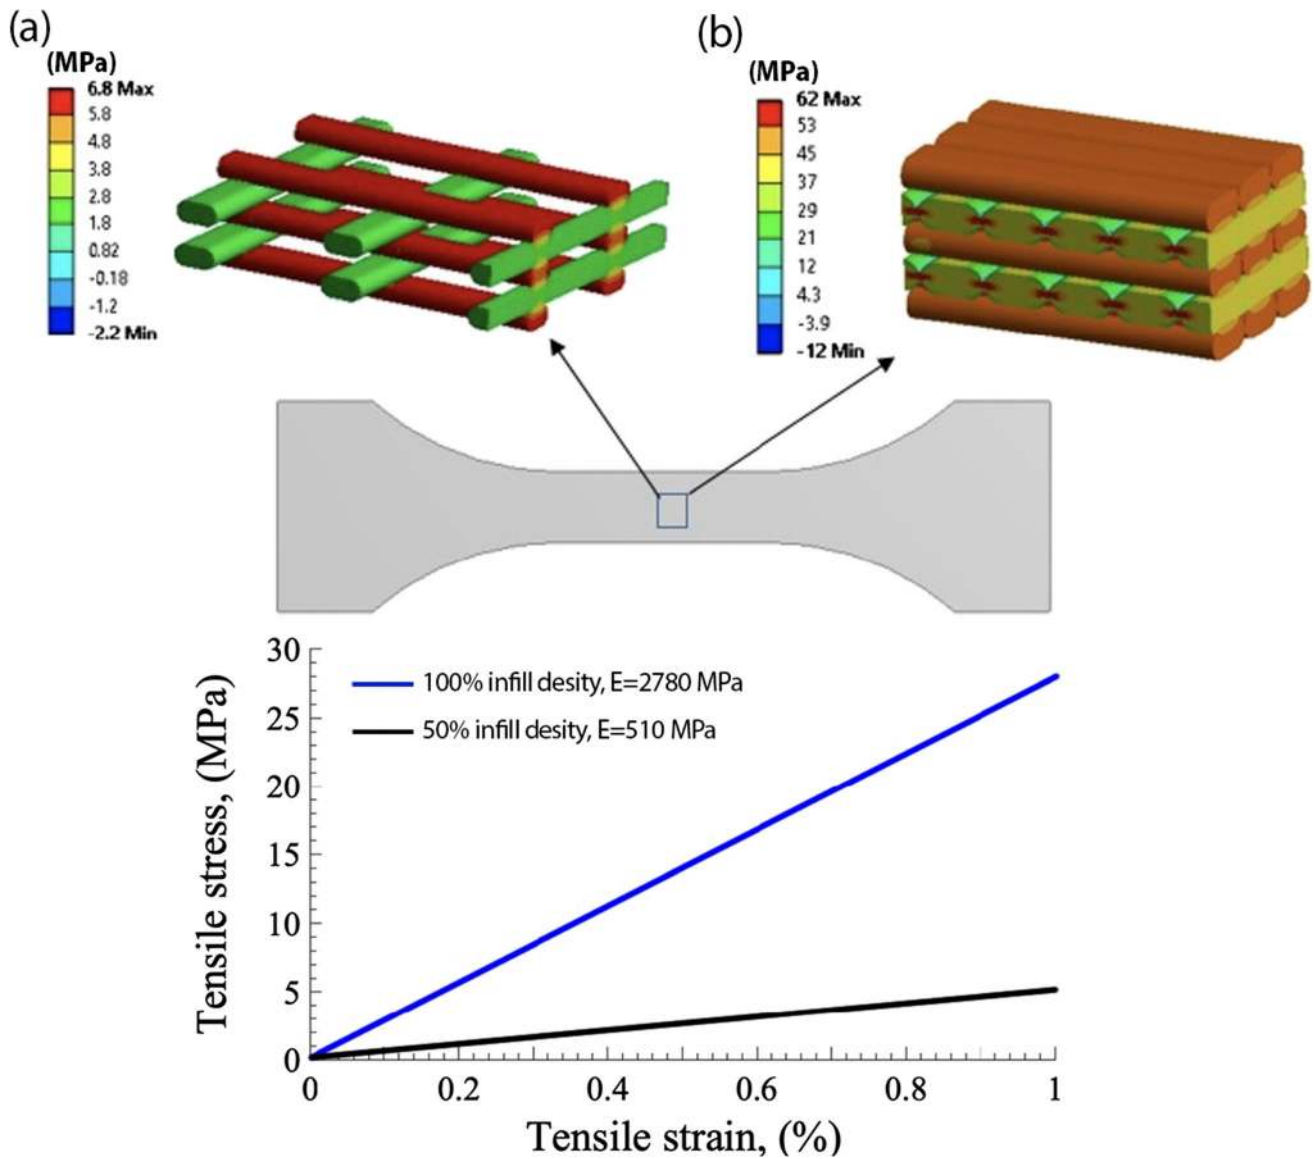 (a)
(MPa)
6.8 Max
5.8
4.8
3.8
2.8
1.8
0.82
-0.18
-1.2
-2.2 Min
(b)
(MPa)
62 Max
53
45
37
29
21
12
4.3
-3.9
-12 Min
30
25
20
15
10
5
0
Tensile stress, (MPa)
100% infill desity, E=2780 MPa
50% infill desity, E=510 MPa
0 0.2 0.4 0.6 0.8 1
Tensile strain, (%)